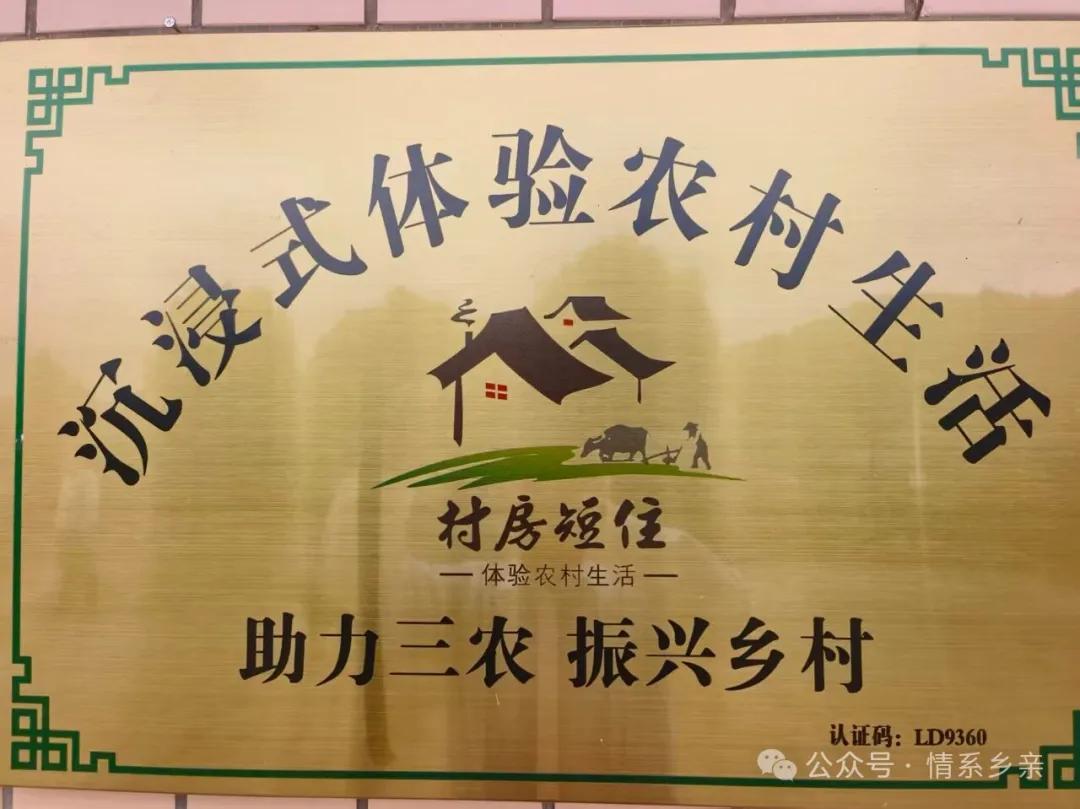 沉浸式体验农村生活
村房短住
—体验农村生活—
助力三农 振兴乡村
认证码：LD9360
公众号·情系乡亲